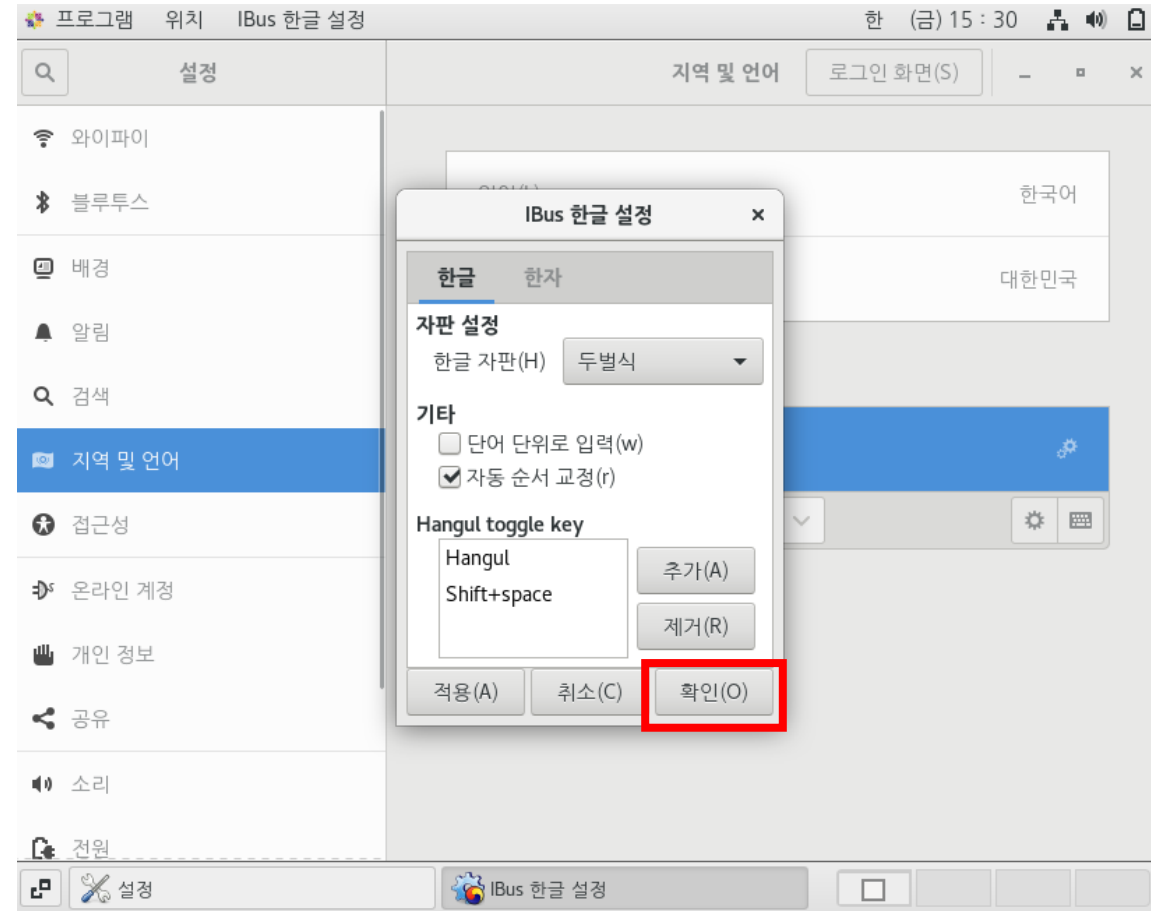 프로그램 위치 IBus 한글 설정 한 (금) 15 : 30
설정 지역 및 언어 로그인 화면(S)
와이파이
블루투스
배경
알림
검색
지역 및 언어
접근성
온라인 계정
개인 정보
공유
소리
전원
한국어
대한민국
IBus 한글 설정
한글 한자
자판 설정
한글 자판(H) 두벌식
기타
단어 단위로 입력(w)
자동 순서 교정(r)
Hangul toggle key
Hangul
Shift+space
추가(A)
제거(R)
적용(A) 취소(C) 확인(O)
설정 IBus 한글 설정